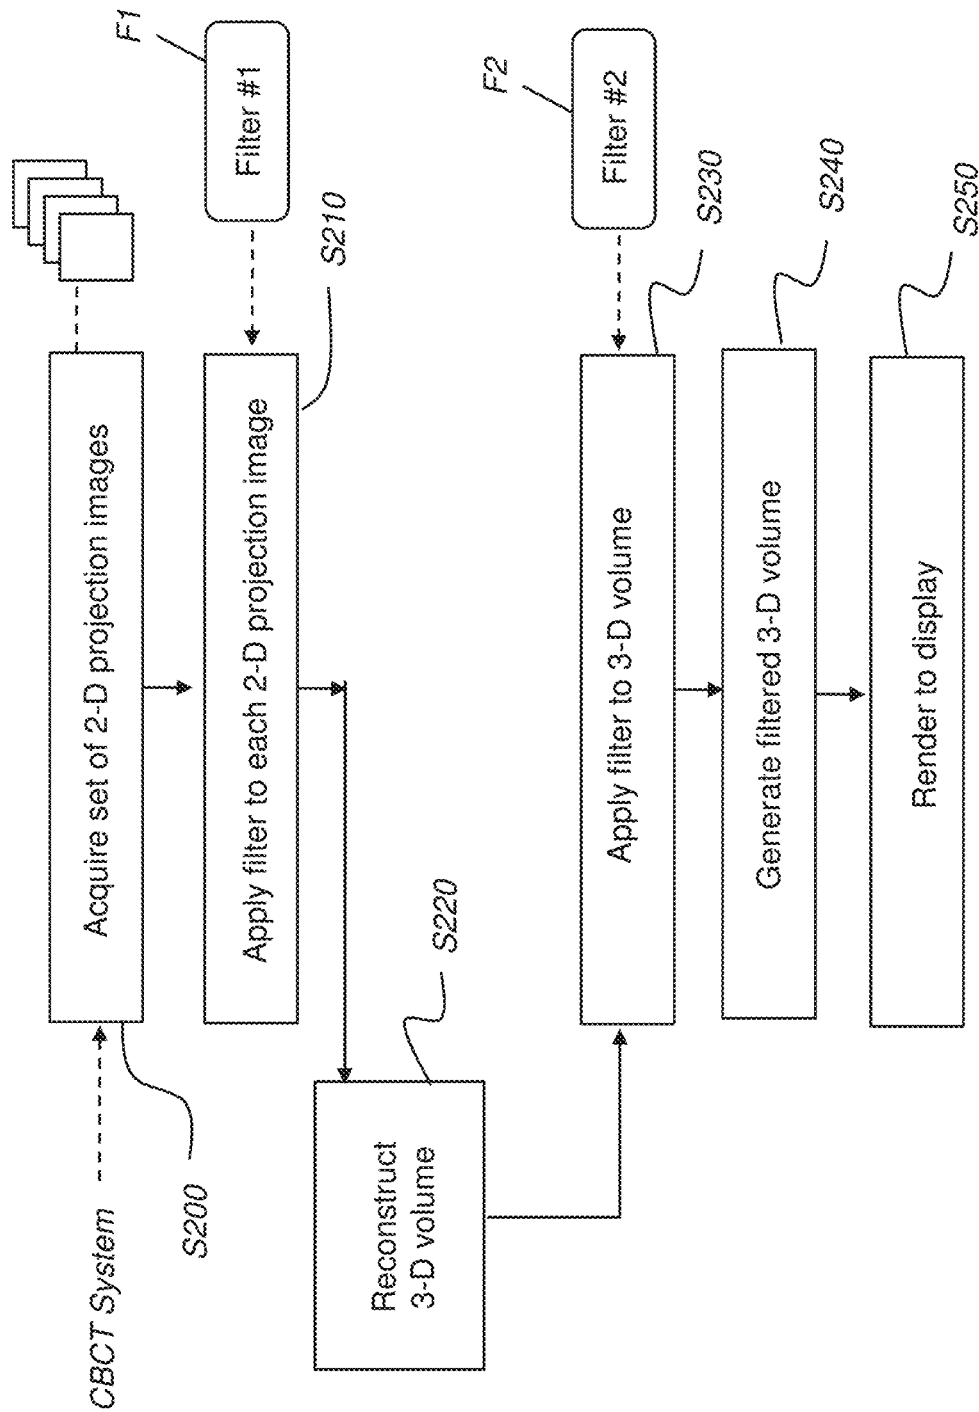 CBCT System
Acquire set of 2-D projection images
S200
F1
Filter #1
Apply filter to each 2-D projection image
S210
Reconstruct
3-D volume
S220
F2
Filter #2
Apply filter to 3-D volume
S230
Generate filtered 3-D volume
S240
Render to display
S250